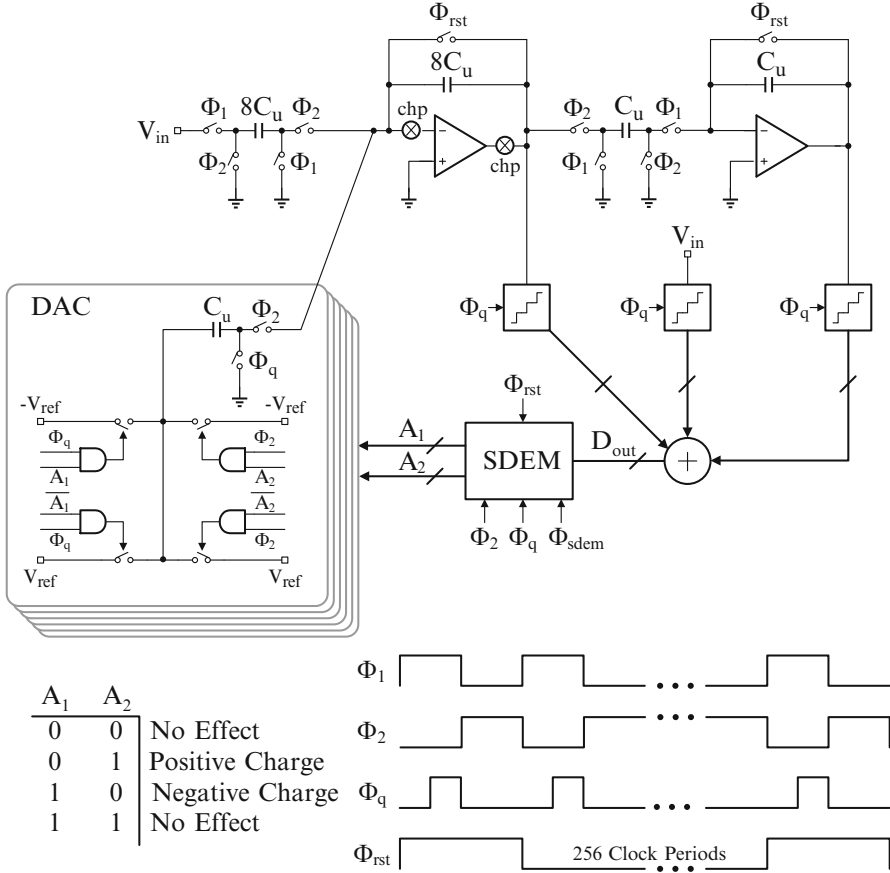 Φrst
Φrst
8Cu
Cu
Vin
Φ1
8Cu
Φ2
chp
Φ2
Cu
Φ1
−
+
−
+
Φ2
Φ1
chp
Φ1
Φ2
Vin
DAC
Cu
Φ2
Φq
Φq
Φq
Φq
-Vref
-Vref
Φrst
Φq
Φ2
A1
A2
A1
SDEM
Dout
+
A1
A2
A2
Φq
Φ2
Vref
Vref
Φ2
Φq
Φsdem
Φ1
A1 A2
0 0 No Effect
Φ2
0 1 Positive Charge
1 0 Negative Charge
Φq
1 1 No Effect
Φrst
256 Clock Periods